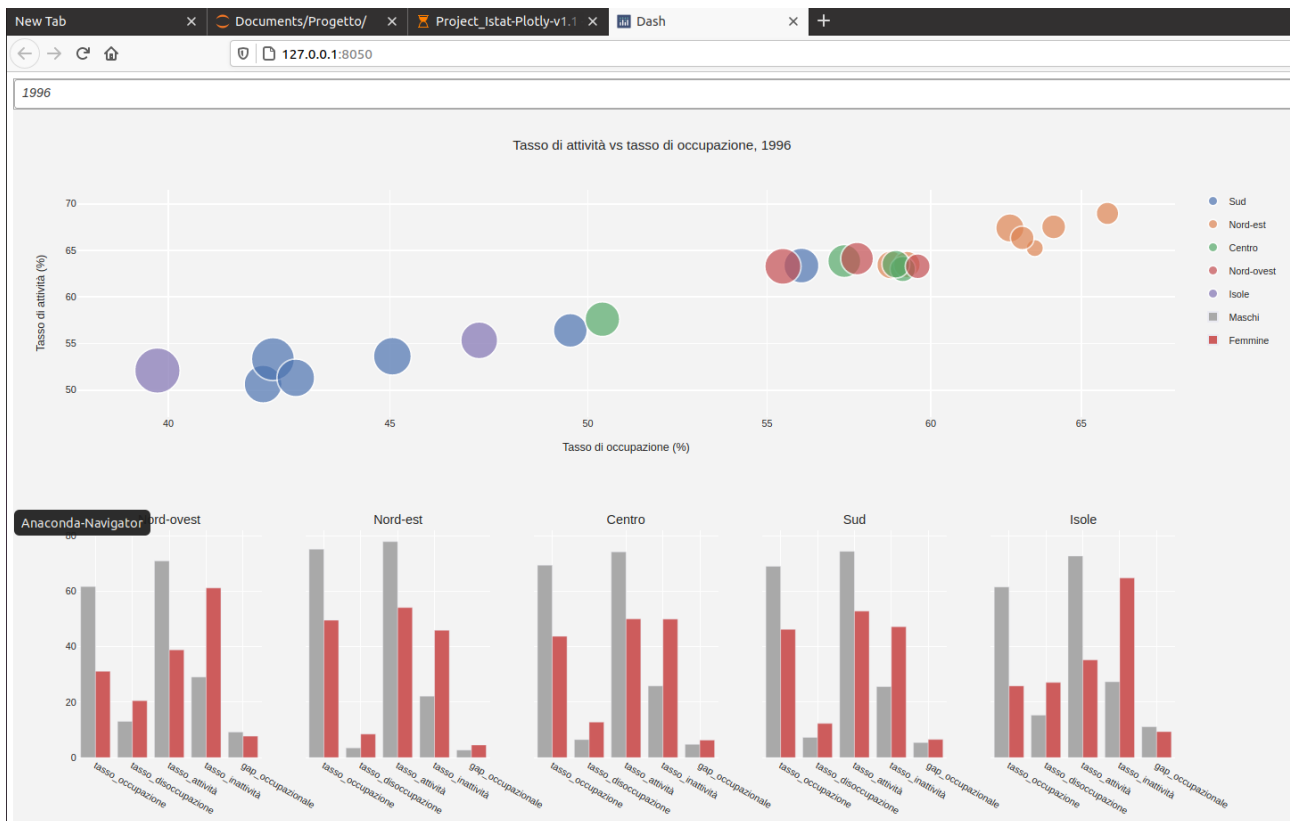 New Tab
Documents/Progetto/
Project_Istat-Plotly-v1.1
Dash
127.0.0.1:8050
1996
Tasso di attività vs tasso di occupazione, 1996
70
65
60
55
50
Tasso di attività (%)
40 45 50 55 60 65
Tasso di occupazione (%)
Sud
Nord-est
Centro
Nord-ovest
Isole
Maschi
Femmine
Anaconda-Navigator
ord-ovest Nord-est Centro Sud Isole
80
60
40
20
0
tasso_occupazione tasso_disoccupazione tasso_attività tasso_inattività gap_occupazionale
tasso_occupazione tasso_disoccupazione tasso_attività tasso_inattività gap_occupazionale
tasso_occupazione tasso_disoccupazione tasso_attività tasso_inattività gap_occupazionale
tasso_occupazione tasso_disoccupazione tasso_attività tasso_inattività gap_occupazionale
tasso_occupazione tasso_disoccupazione tasso_attività tasso_inattività gap_occupazionale